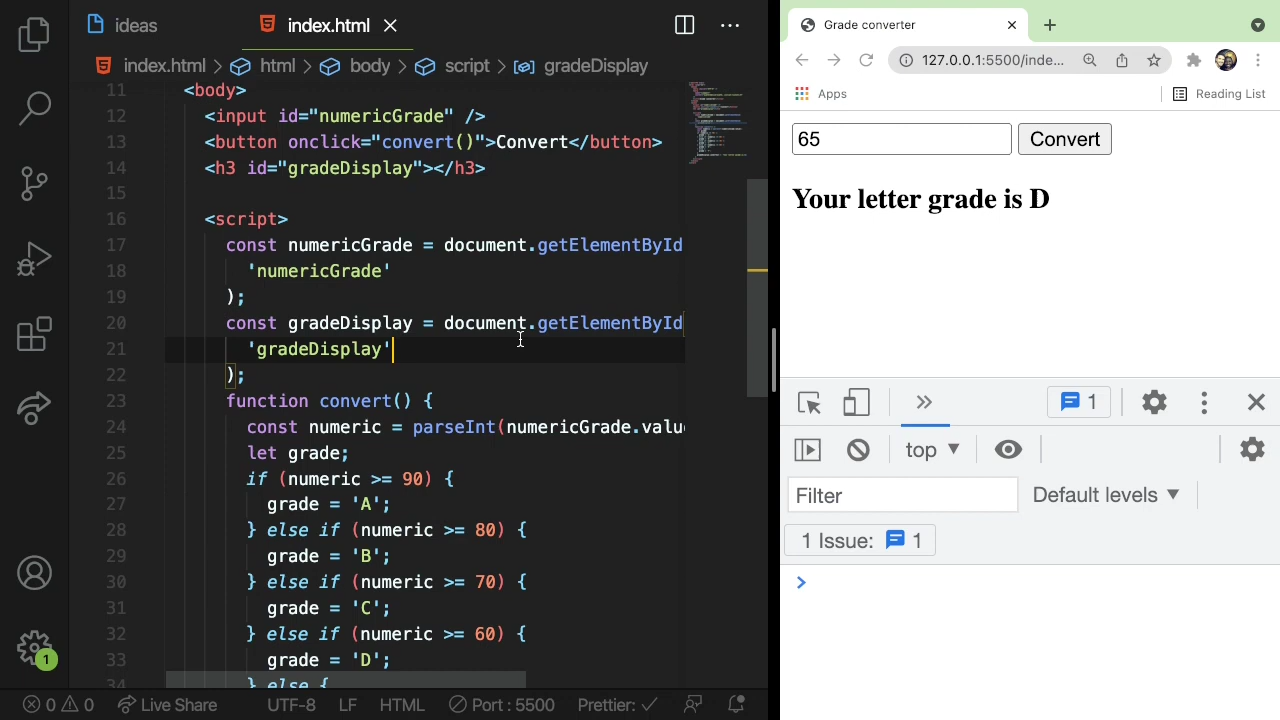 ideas
index.html
index.html > html > body > script > gradeDisplay
11 <body>
12 <input id="numericGrade" />
13 <button onclick="convert()">Convert</button>
14 <h3 id="gradeDisplay"></h3>
15
16 <script>
17 const numericGrade = document.getElementById
18 'numericGrade'
19 );
20 const gradeDisplay = document.getElementById
21 'gradeDisplay'
22 );
23 function convert() {
24 const numeric = parseInt(numericGrade.valu
25 let grade;
26 if (numeric >= 90) {
27 grade = 'A';
28 } else if (numeric >= 80) {
29 grade = 'B';
30 } else if (numeric >= 70) {
31 grade = 'C';
32 } else if (numeric >= 60) {
33 grade = 'D';
34 } else {
1
0 0 Live Share UTF-8 LF HTML Port : 5500 Prettier: ✓
Grade converter
127.0.0.1:5500/inde...
Apps
Reading List
65 Convert
Your letter grade is D
1
top
Filter Default levels
1 Issue: 1